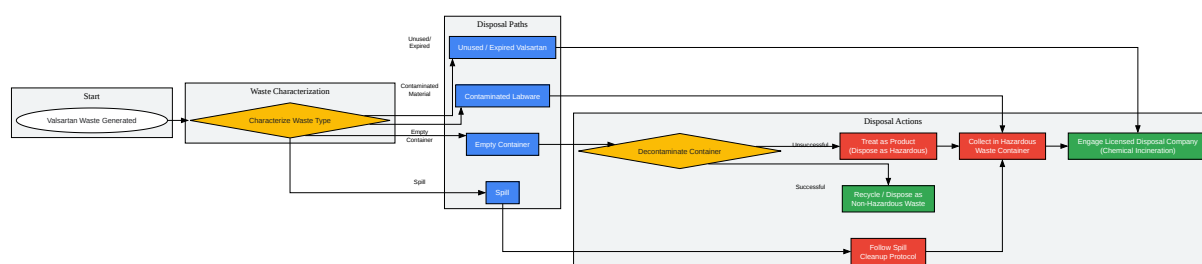 Start
Valsartan Waste Generated
Waste Characterization
Characterize Waste Type
Unused/
Expired
Contaminated
Material
Empty
Container
Spill
Disposal Paths
Unused / Expired Valsartan
Contaminated Labware
Empty Container
Spill
Disposal Actions
Decontaminate Container
Unsuccessful
Successful
Treat as Product
(Dispose as Hazardous)
Recycle / Dispose as
Non-Hazardous Waste
Follow Spill
Cleanup Protocol
Collect in Hazardous
Waste Container
Engage Licensed Disposal Company
(Chemical Incineration)